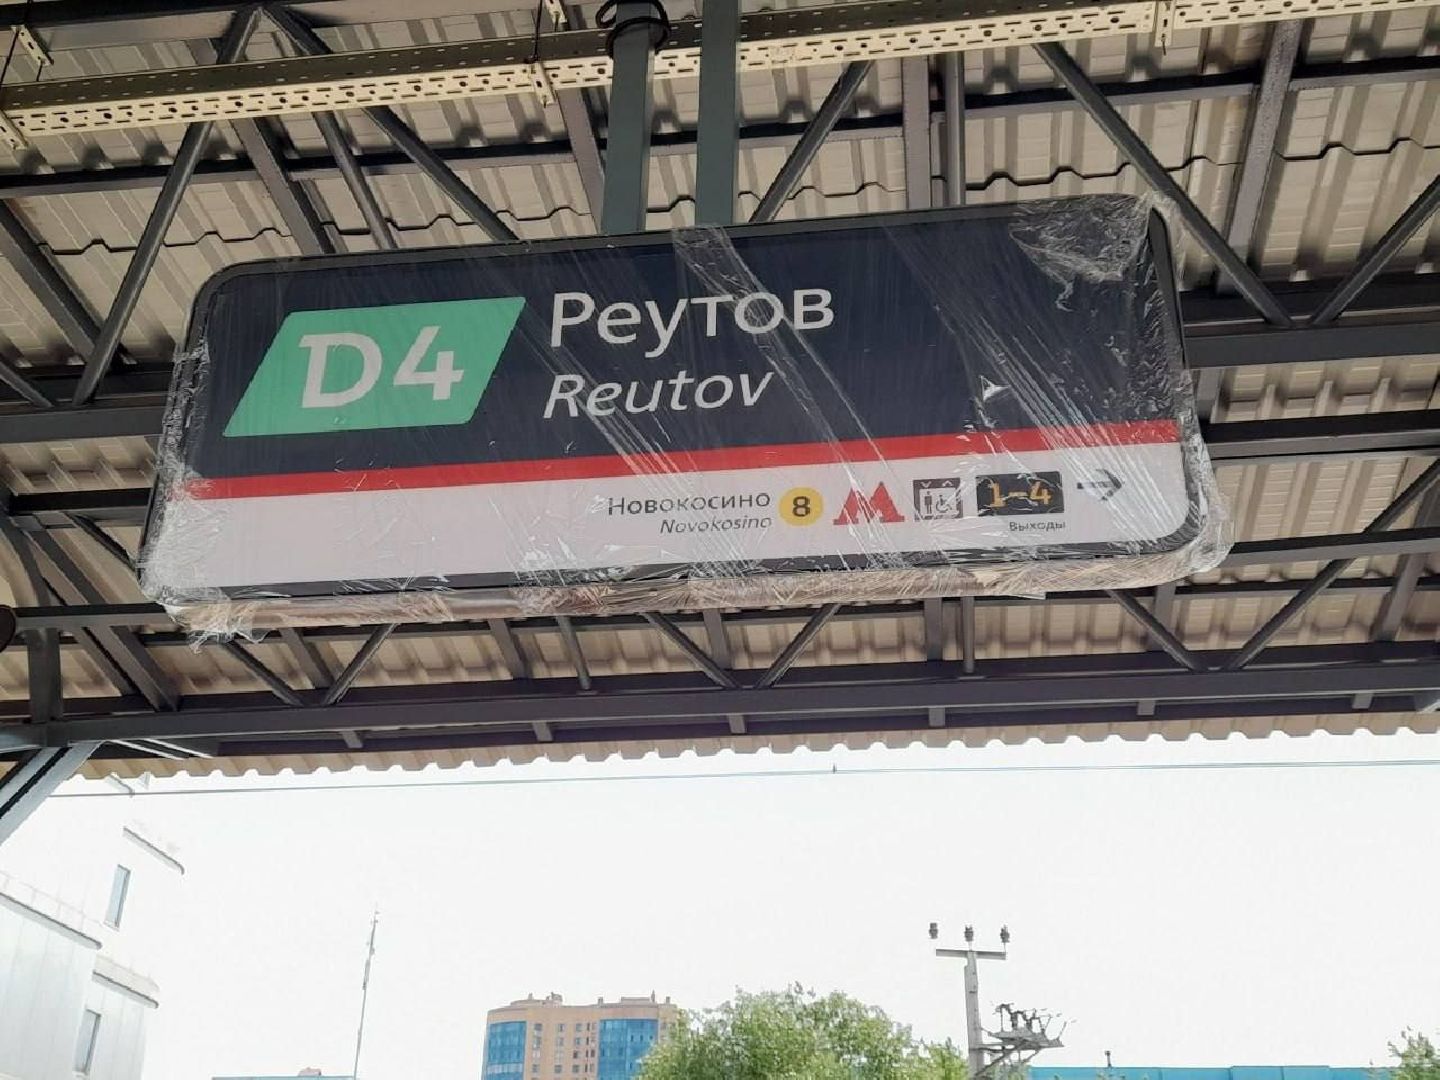 D4
Реутов
Reutov
Новокосино 8 М 1-4
Novokosino Выходы